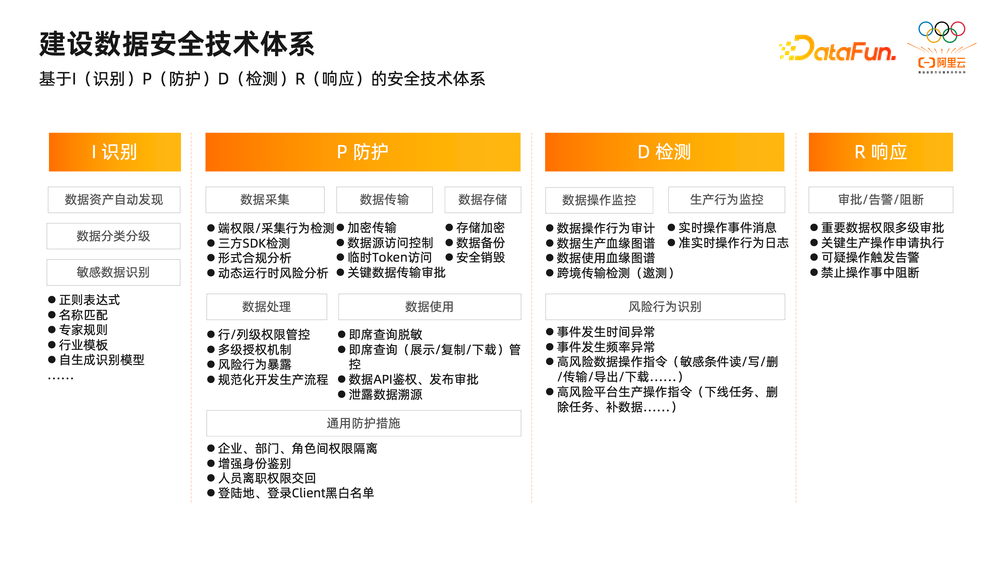 建设数据安全技术体系
基于I（识别）P（防护）D（检测）R（响应）的安全技术体系
DataFun.
阿里云
I 识别
数据资产自动发现
数据分类分级
敏感数据识别
● 正则表达式
● 名称匹配
● 专家规则
● 行业模板
● 自生成识别模型
……
P 防护
数据采集
● 端权限/采集行为检测
● 三方SDK检测
● 形式合规分析
● 动态运行时风险分析
数据传输
● 加密传输
● 数据源访问控制
● 临时Token访问
● 关键数据传输审批
数据存储
● 存储加密
● 数据备份
● 安全销毁
数据处理
● 行/列级权限管控
● 多级授权机制
● 风险行为暴露
● 规范化开发生产流程
数据使用
● 即席查询脱敏
● 即席查询（展示/复制/下载）管
控
● 数据API鉴权、发布审批
● 泄露数据溯源
通用防护措施
● 企业、部门、角色间权限隔离
● 增强身份鉴别
● 人员离职权限交回
● 登陆地、登录Client黑白名单
D 检测
数据操作监控
● 数据操作行为审计
● 数据生产血缘图谱
● 数据使用血缘图谱
● 跨境传输检测（邀测）
生产行为监控
● 实时操作事件消息
● 准实时操作行为日志
风险行为识别
● 事件发生时间异常
● 事件发生频率异常
● 高风险数据操作指令（敏感条件读/写/删
/传输/导出/下载……）
● 高风险平台生产操作指令（下线任务、删
除任务、补数据……）
R 响应
审批/告警/阻断
● 重要数据权限多级审批
● 关键生产操作申请执行
● 可疑操作触发告警
● 禁止操作事中阻断